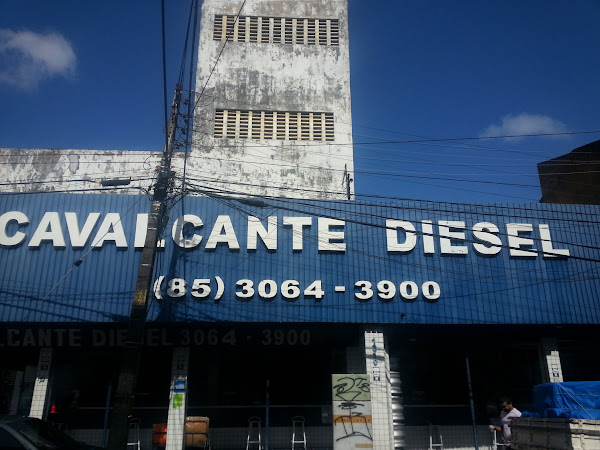 CAVALCANTE DIESEL
(85) 3064-3900
LCANTE DIESEL 3064-3900